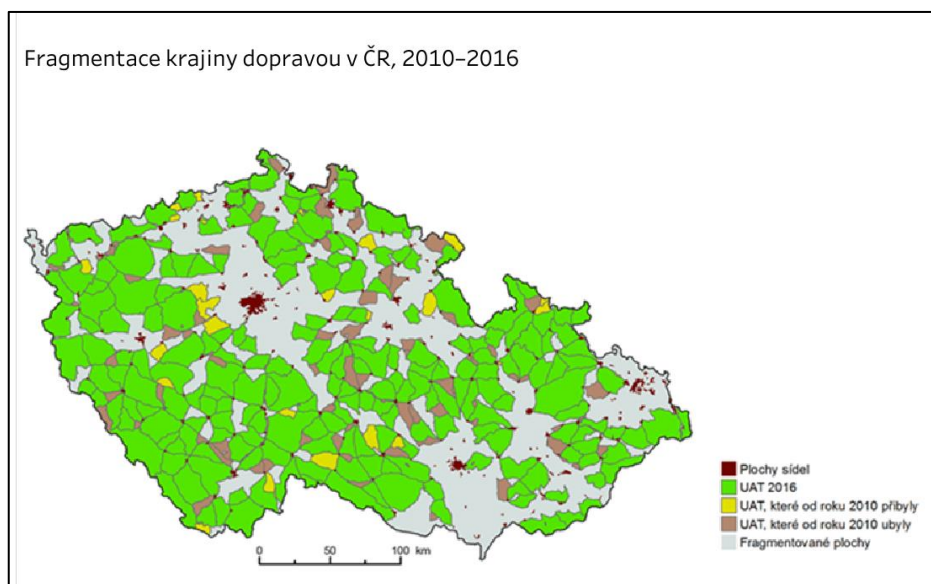 Fragmentace krajiny dopravou v ČR, 2010–2016
Plochy sídel
UAT 2016
UAT, které od roku 2010 přibyly
UAT, které od roku 2010 ubyly
Fragmentované plochy
0 50 100 km